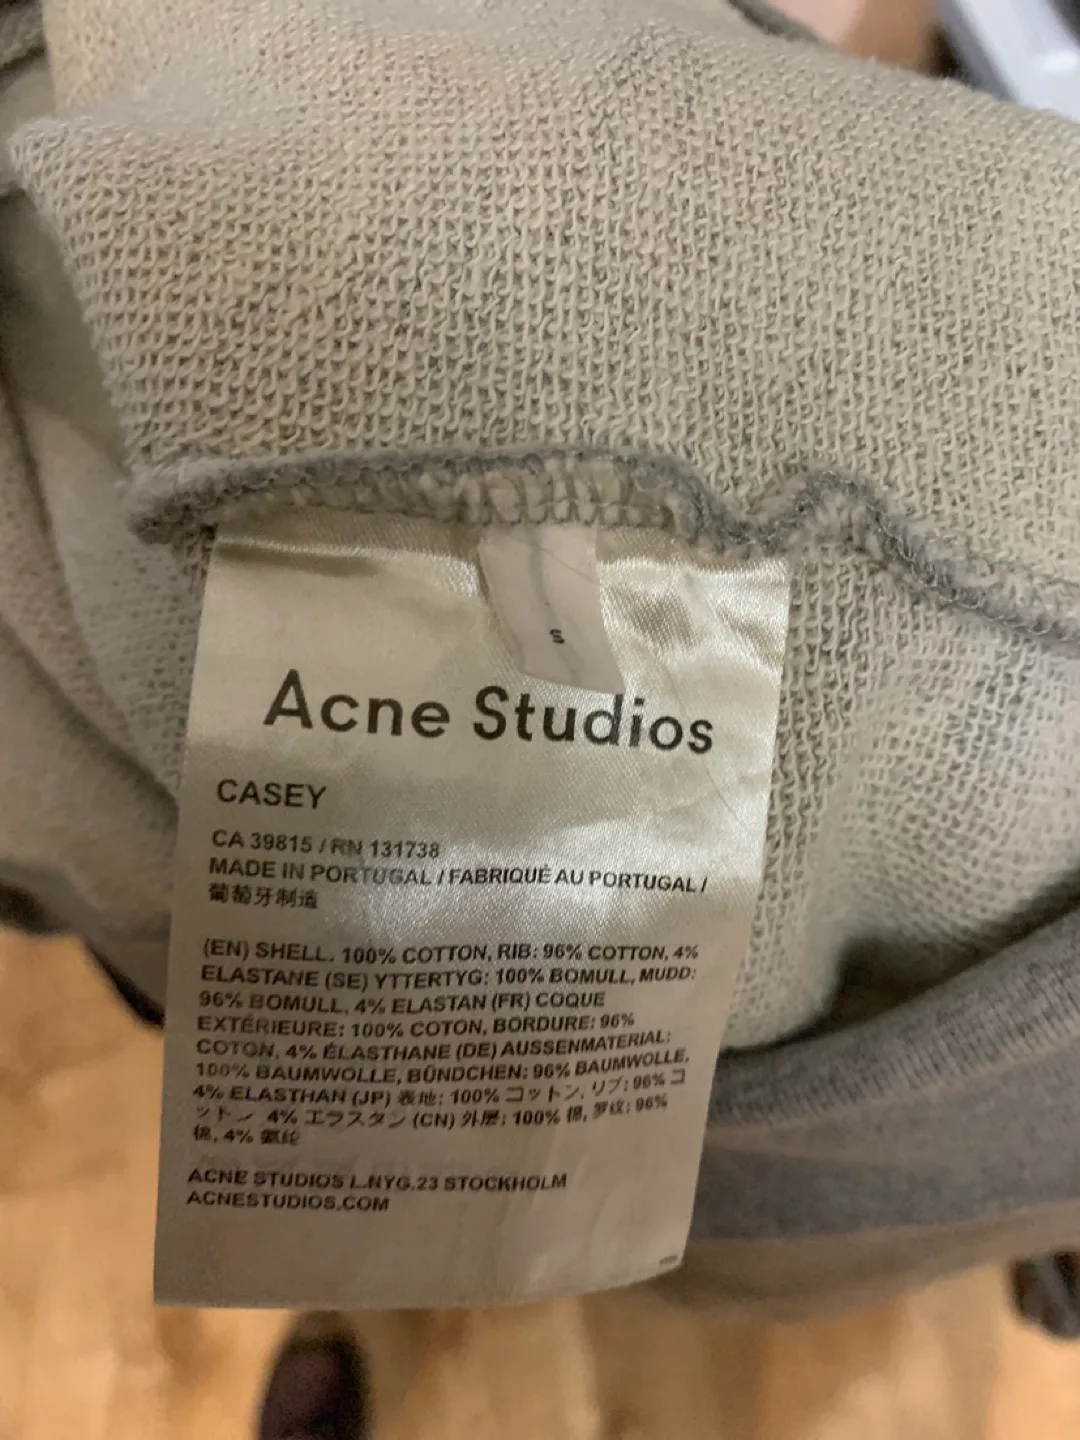 S
Acne Studios
CASEY
CA 39815 / RN 131738
MADE IN PORTUGAL / FABRIQUÉ AU PORTUGAL /
葡萄牙制造
(EN) SHELL. 100% COTTON, RIB: 96% COTTON, 4%
ELASTANE (SE) YTTERTYG: 100% BOMULL, MUDD:
96% BOMULL, 4% ELASTAN (FR) COQUE
EXTÉRIEURE: 100% COTON, BORDURE: 96%
COTON, 4% ÉLASTHANE (DE) AUSSENMATERIAL:
100% BAUMWOLLE, BÜNDCHEN: 96% BAUMWOLLE,
4% ELASTHAN (JP) 表地: 100% コットン, リブ: 96% コ
ットン 4% エラスタン (CN) 外层: 100% 棉, 罗纹: 96%
棉, 4% 氨纶
ACNE STUDIOS L.NYG.23 STOCKHOLM
ACNESTUDIOS.COM